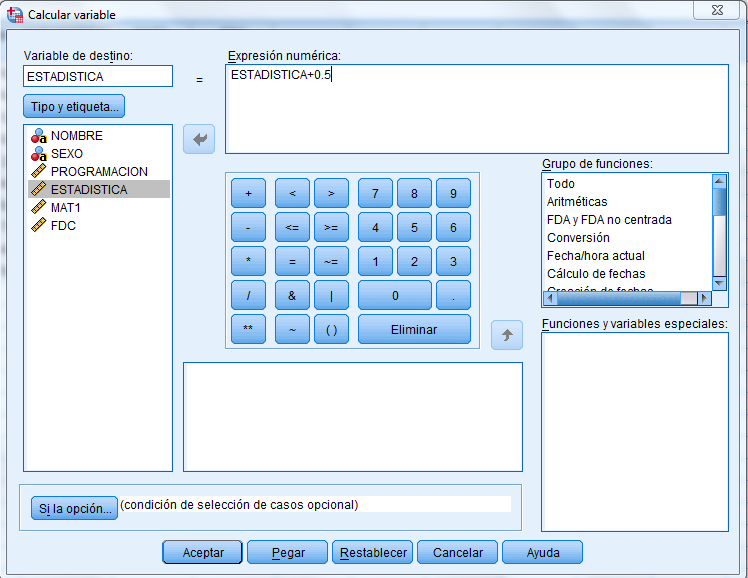 Calcular variable
Variable de destino:
ESTADISTICA
=
Expresión numérica:
ESTADISTICA+0.5
Tipo y etiqueta...
NOMBRE
SEXO
PROGRAMACION
ESTADISTICA
MAT1
FDC
+ < > 7 8 9
- <= >= 4 5 6
* = ~= 1 2 3
/ & | 0 .
** ~ ( ) Eliminar
Grupo de funciones:
Todo
Aritméticas
FDA y FDA no centrada
Conversión
Fecha/hora actual
Cálculo de fechas
Creación de fechas
Funciones y variables especiales:
Si la opción...
(condición de selección de casos opcional)
Aceptar Pegar Restablecer Cancelar Ayuda